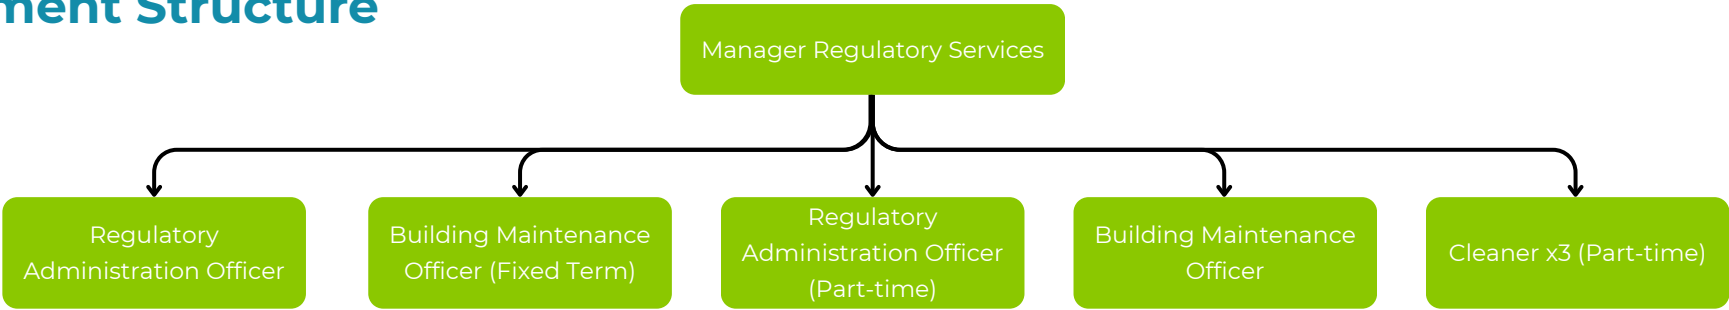 ment Structure
Manager Regulatory Services
Regulatory
Administration Officer
Building Maintenance
Officer (Fixed Term)
Regulatory
Administration Officer
(Part-time)
Building Maintenance
Officer
Cleaner x3 (Part-time)